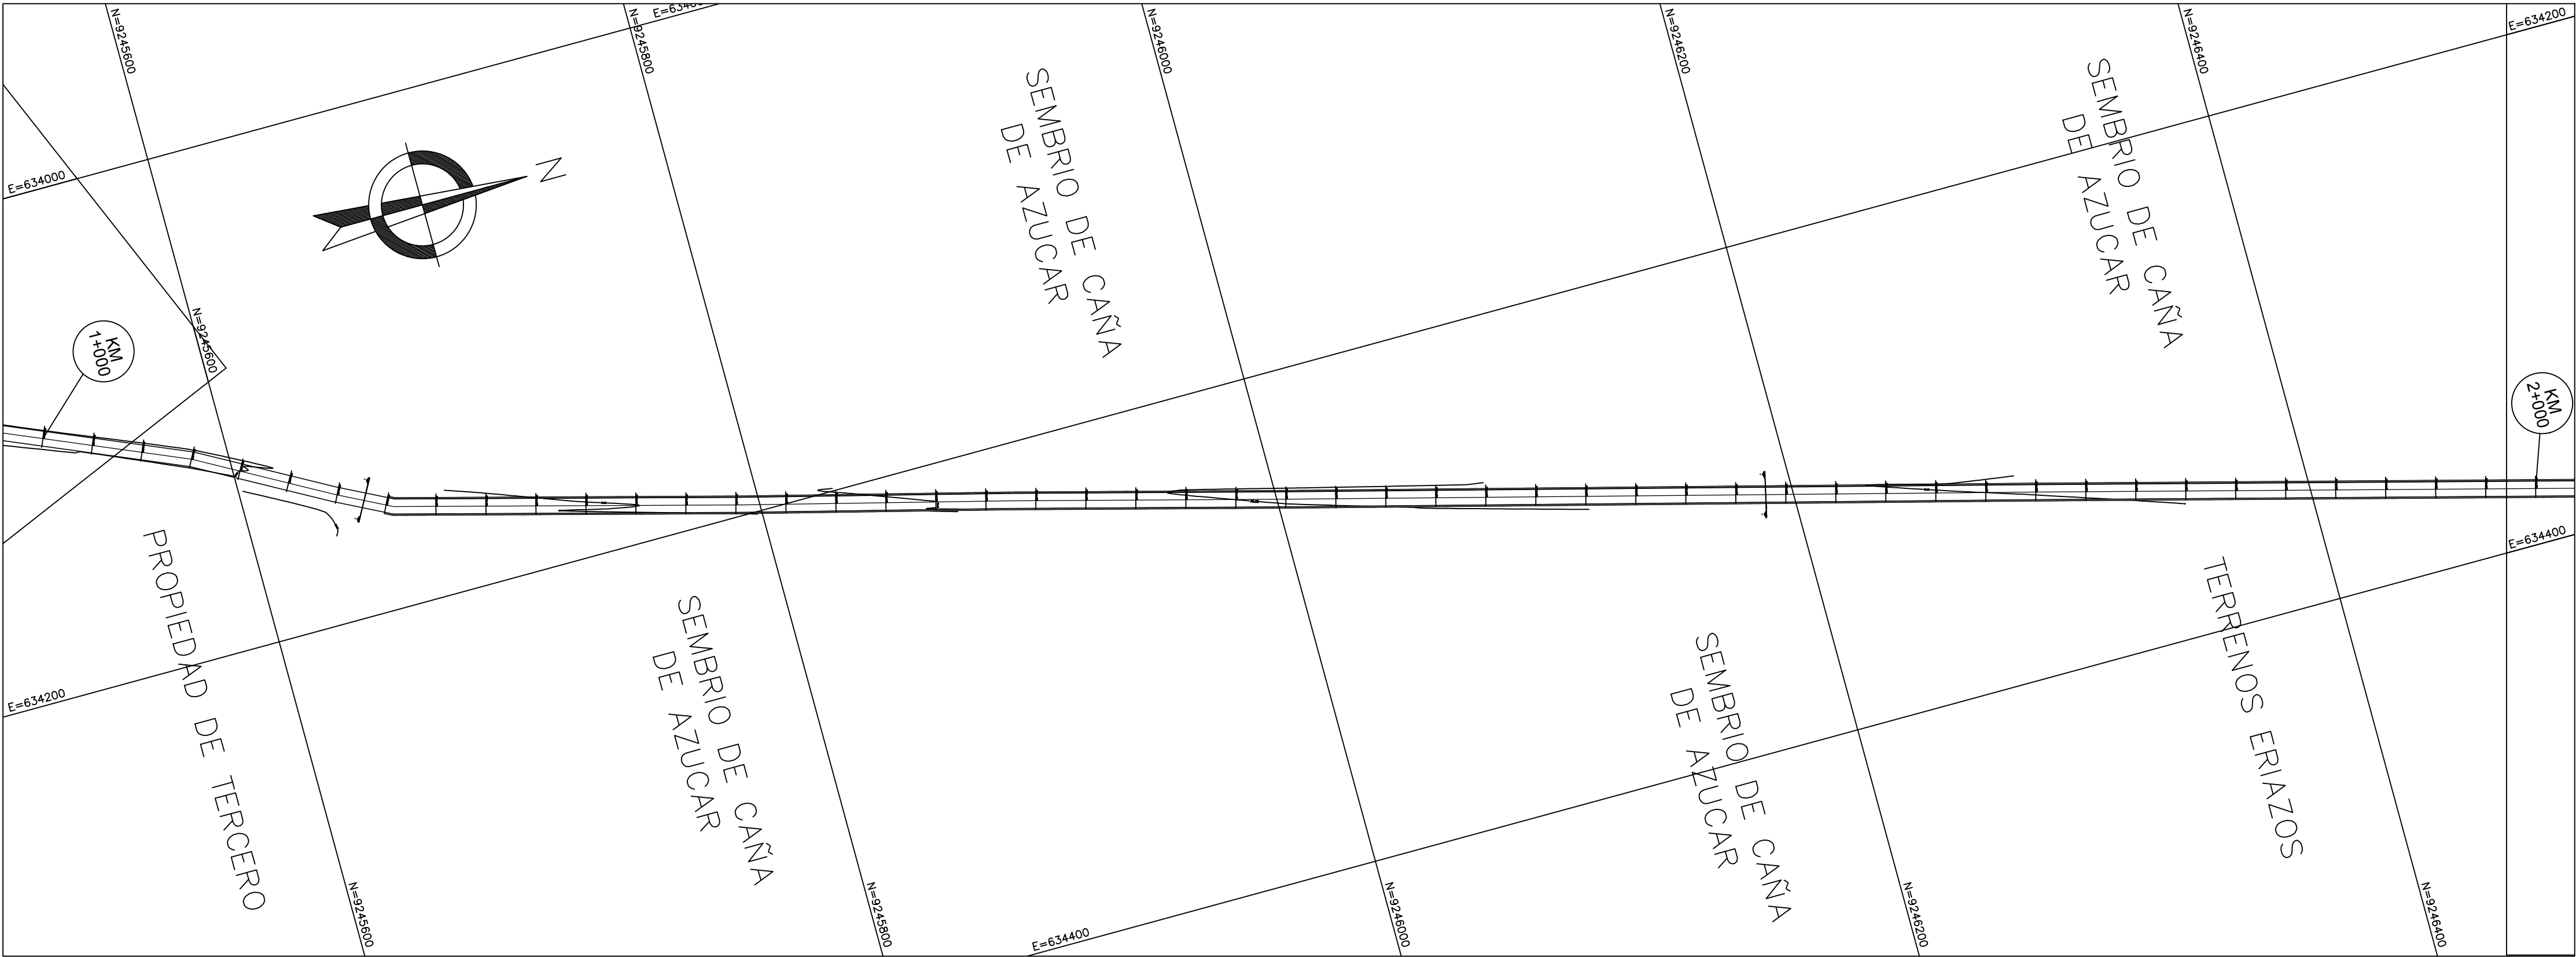 N=9245600
N=9245800
E=63400
N=9246000
N=9246200
N=9246400
E=634200
SEMBRIO DE CAÑA
DE AZUCAR
SEMBRIO DE CAÑA
DE AZUCAR
N
E=634000
N=9245600
KM
1+000
KM
2+000
PROPIEDAD DE TERCERO
SEMBRIO DE CAÑA
DE AZUCAR
SEMBRIO DE CAÑA
DE AZUCAR
TERRENOS ERIAZOS
E=634400
E=634200
N=9245600
N=9245800
E=634400
N=9246000
N=9246200
N=9246400